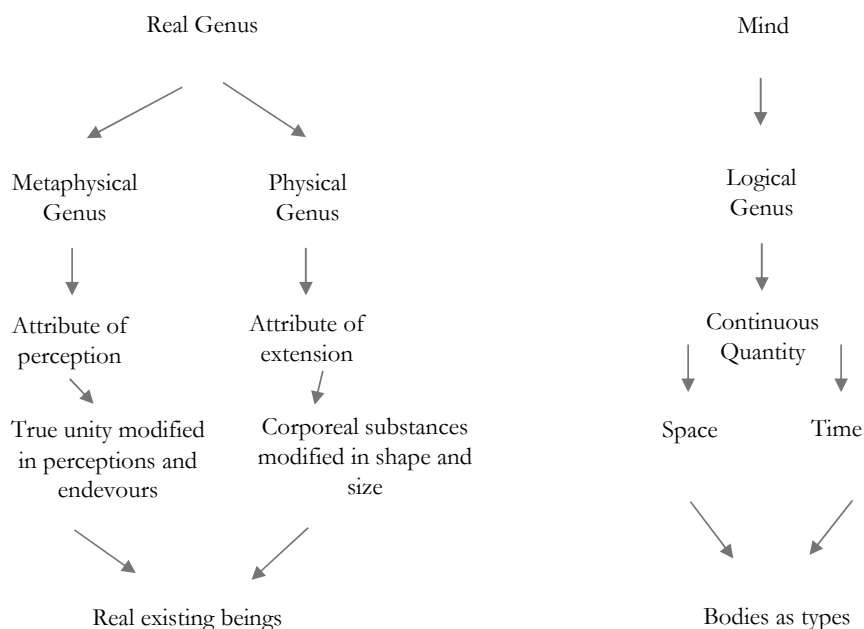 Real Genus
Mind
Metaphysical
Genus
Physical
Genus
Logical
Genus
Attribute of
perception
Attribute of
extension
Continuous
Quantity
True unity modified
in perceptions and
endevours
Corporeal substances
modified in shape and
size
Space
Time
Real existing beings
Bodies as types